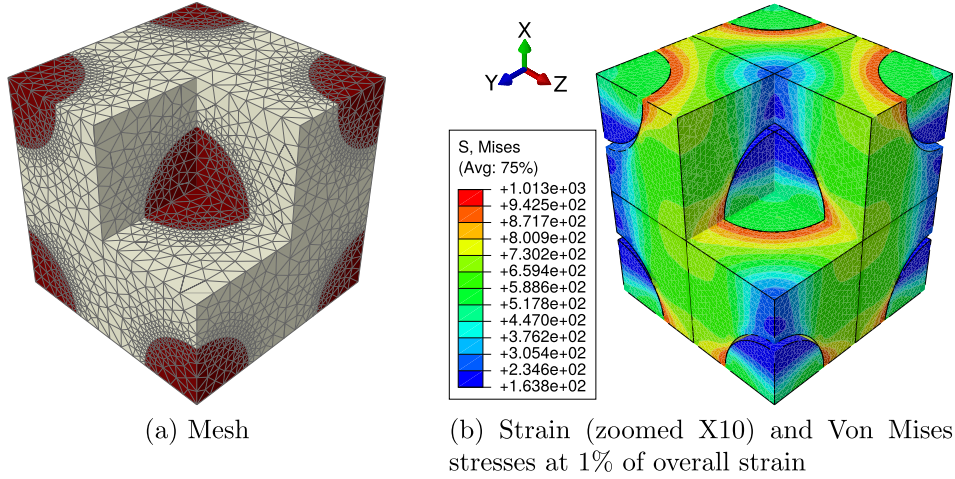 X
Y
Z
S, Mises
(Avg: 75%)
+1.013e+03
+9.425e+02
+8.717e+02
+8.009e+02
+7.302e+02
+6.594e+02
+5.886e+02
+5.178e+02
+4.470e+02
+3.762e+02
+3.054e+02
+2.346e+02
+1.638e+02
(a) Mesh
(b) Strain (zoomed X10) and Von Mises
stresses at 1% of overall strain